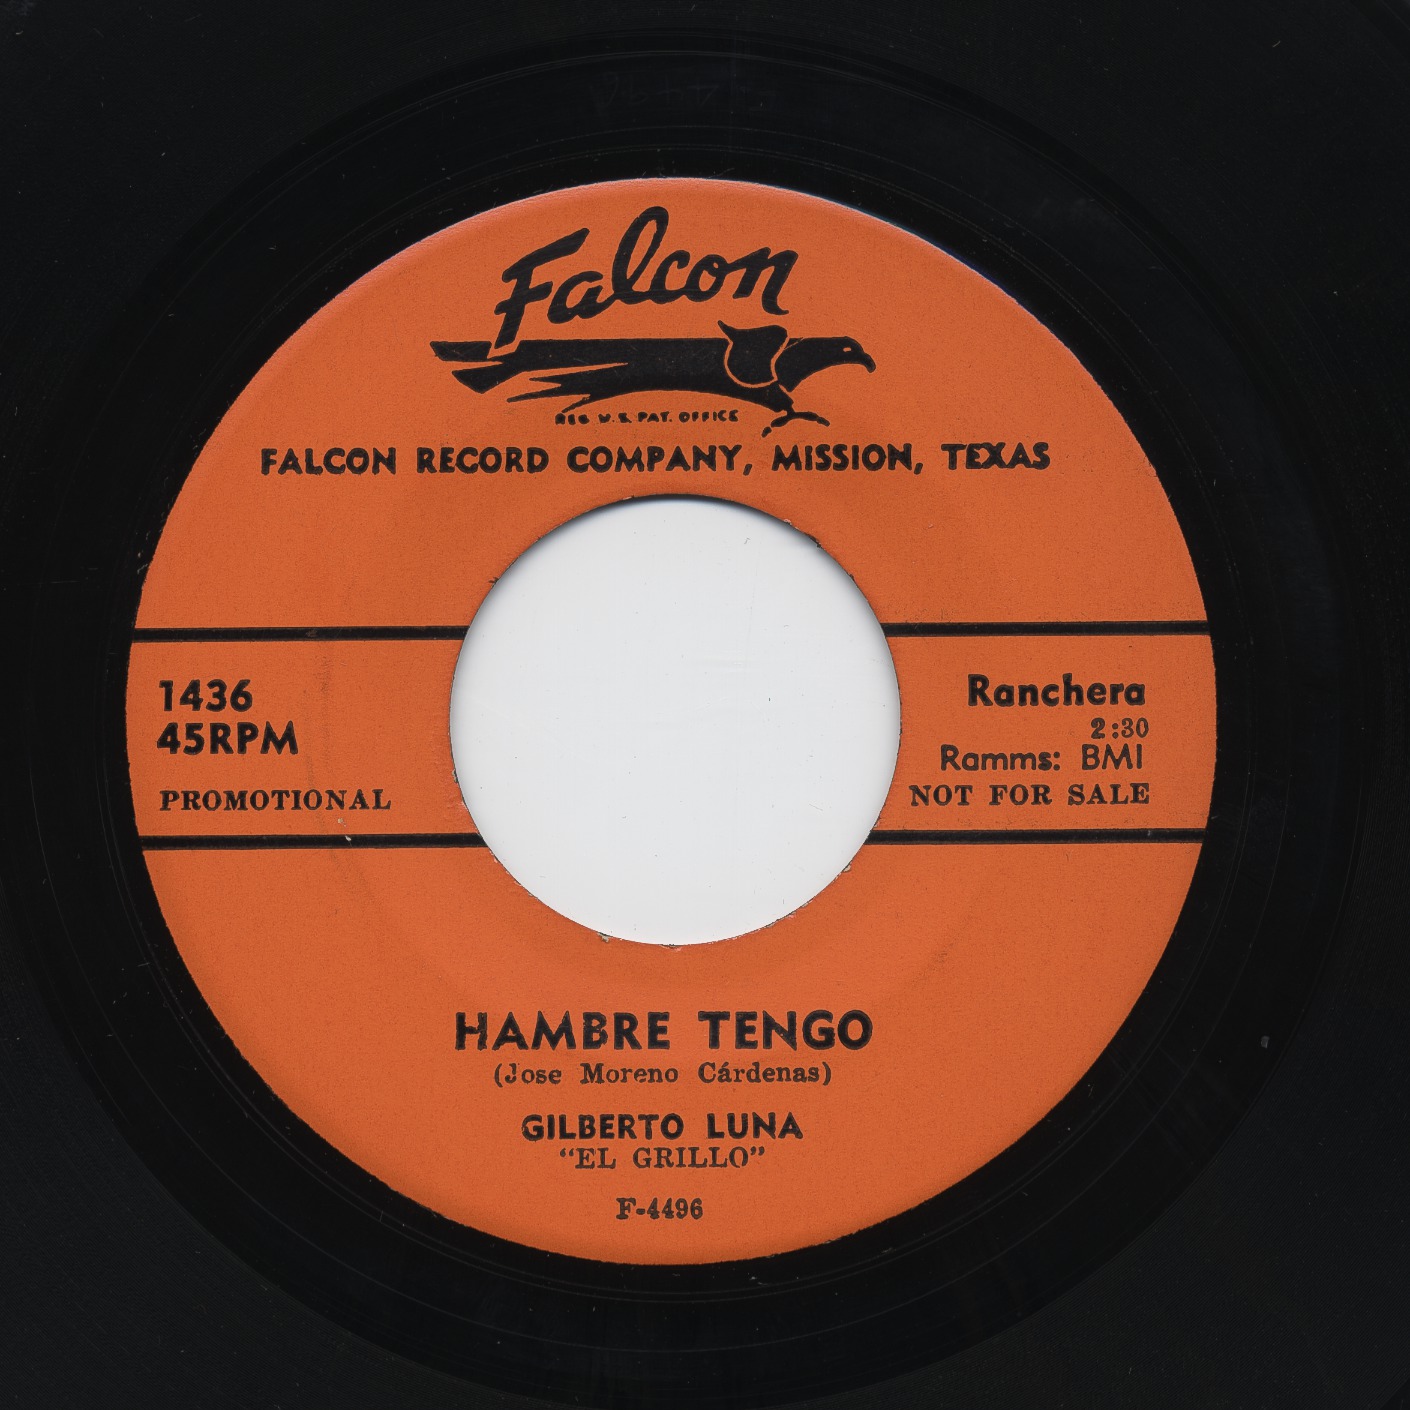 Falcon
REG U.S. PAT. OFFICE
FALCON RECORD COMPANY, MISSION, TEXAS
1436
45RPM
PROMOTIONAL
Ranchera
2:30
Ramms: BMI
NOT FOR SALE
HAMBRE TENGO
(Jose Moreno Cárdenas)
GILBERTO LUNA
“EL GRILLO”
F-4496